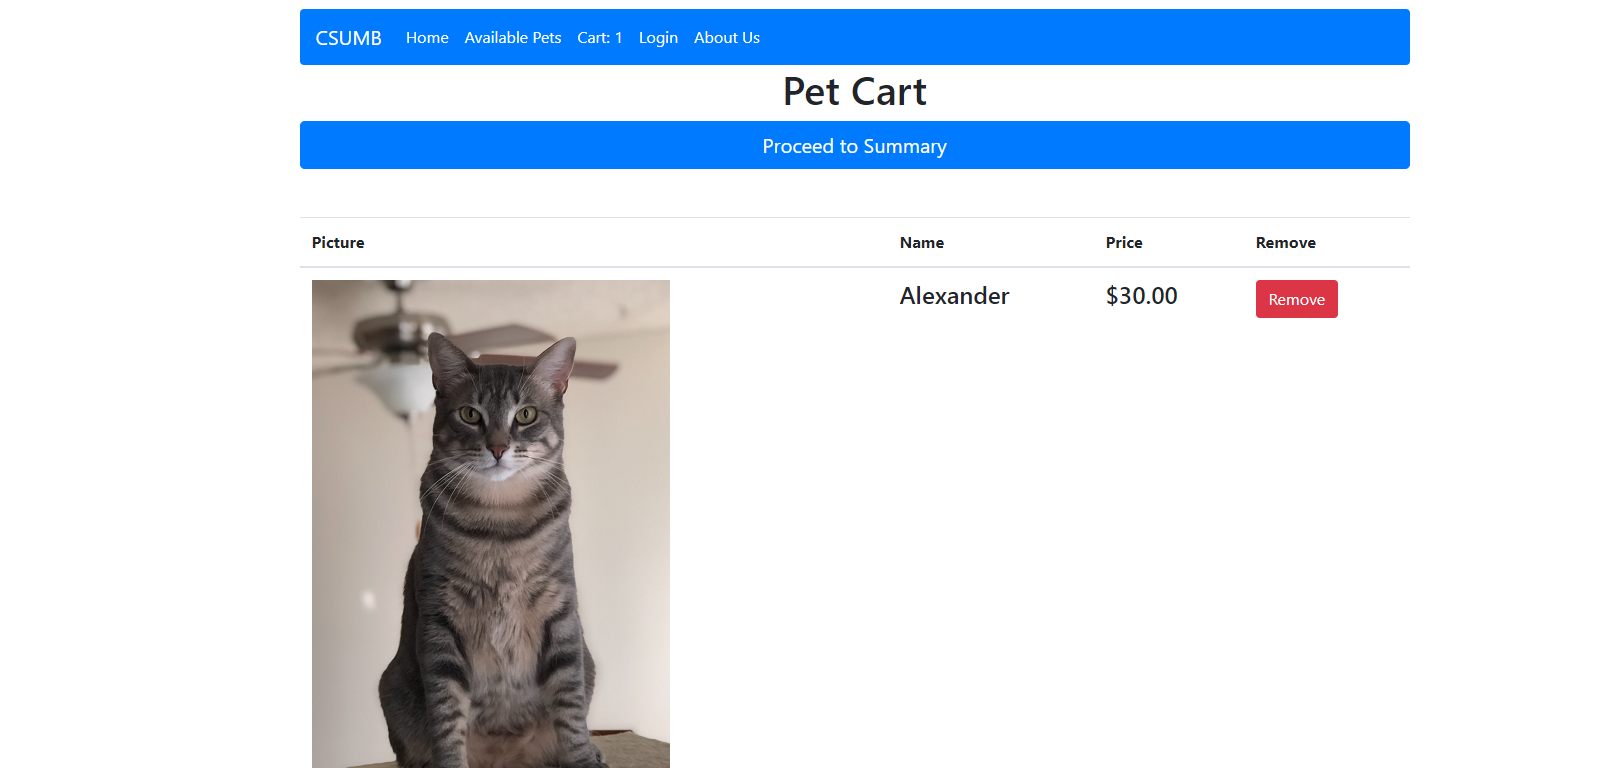 CSUMB Home Available Pets Cart: 1 Login About Us
Pet Cart
Proceed to Summary
Picture Name Price Remove
Alexander $30.00 Remove